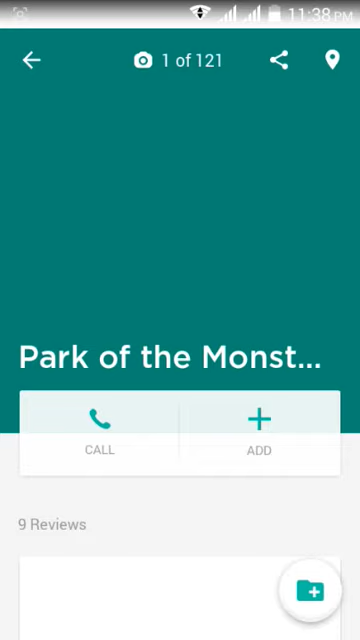 11:38 PM
1 of 121
Park of the Monst...
CALL
ADD
9 Reviews